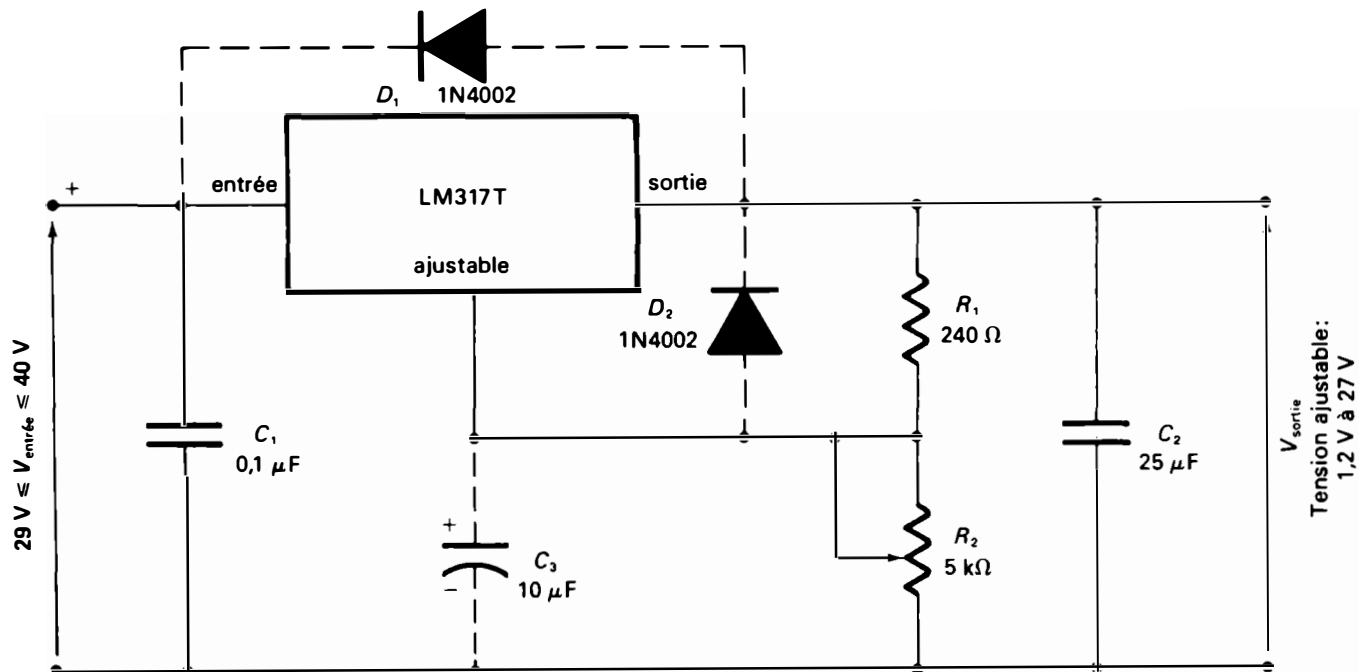 1N4002
D₁
entrée
LM317T
sortie
ajustable
+
29 V ≤ Ventrée ≤ 40 V
D₂
1N4002
R₁
240 Ω
C₁
0,1 μF
C₂
25 μF
+
C₃
10 μF
−
R₂
5 kΩ
Vsortie
Tension ajustable:
1,2 V à 27 V